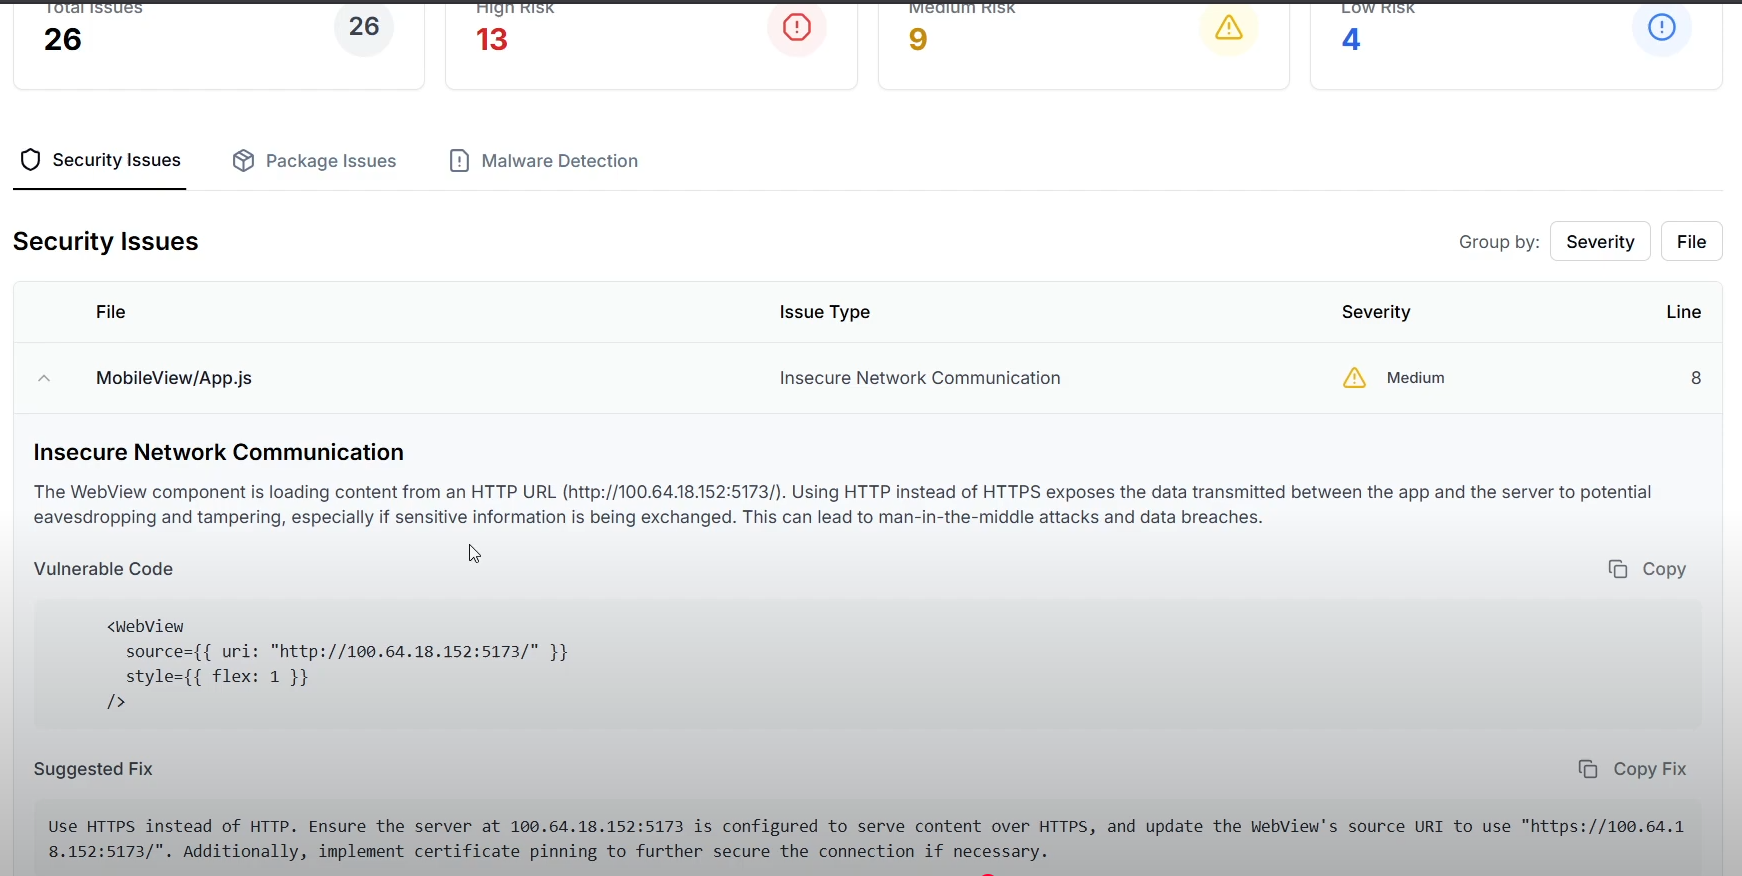 Total Issues
26
26
High Risk
13
Medium Risk
9
Low Risk
4
Security Issues
Package Issues
Malware Detection
Security Issues
Group by:
Severity
File
File Issue Type Severity Line
MobileView/App.js Insecure Network Communication Medium 8
Insecure Network Communication
The WebView component is loading content from an HTTP URL (http://100.64.18.152:5173/). Using HTTP instead of HTTPS exposes the data transmitted between the app and the server to potential
eavesdropping and tampering, especially if sensitive information is being exchanged. This can lead to man-in-the-middle attacks and data breaches.
Vulnerable Code
Copy
<WebView
source={{ uri: "http://100.64.18.152:5173/" }}
style={{ flex: 1 }}
/>
Suggested Fix
Copy Fix
Use HTTPS instead of HTTP. Ensure the server at 100.64.18.152:5173 is configured to serve content over HTTPS, and update the WebView's source URI to use "https://100.64.1
8.152:5173/". Additionally, implement certificate pinning to further secure the connection if necessary.